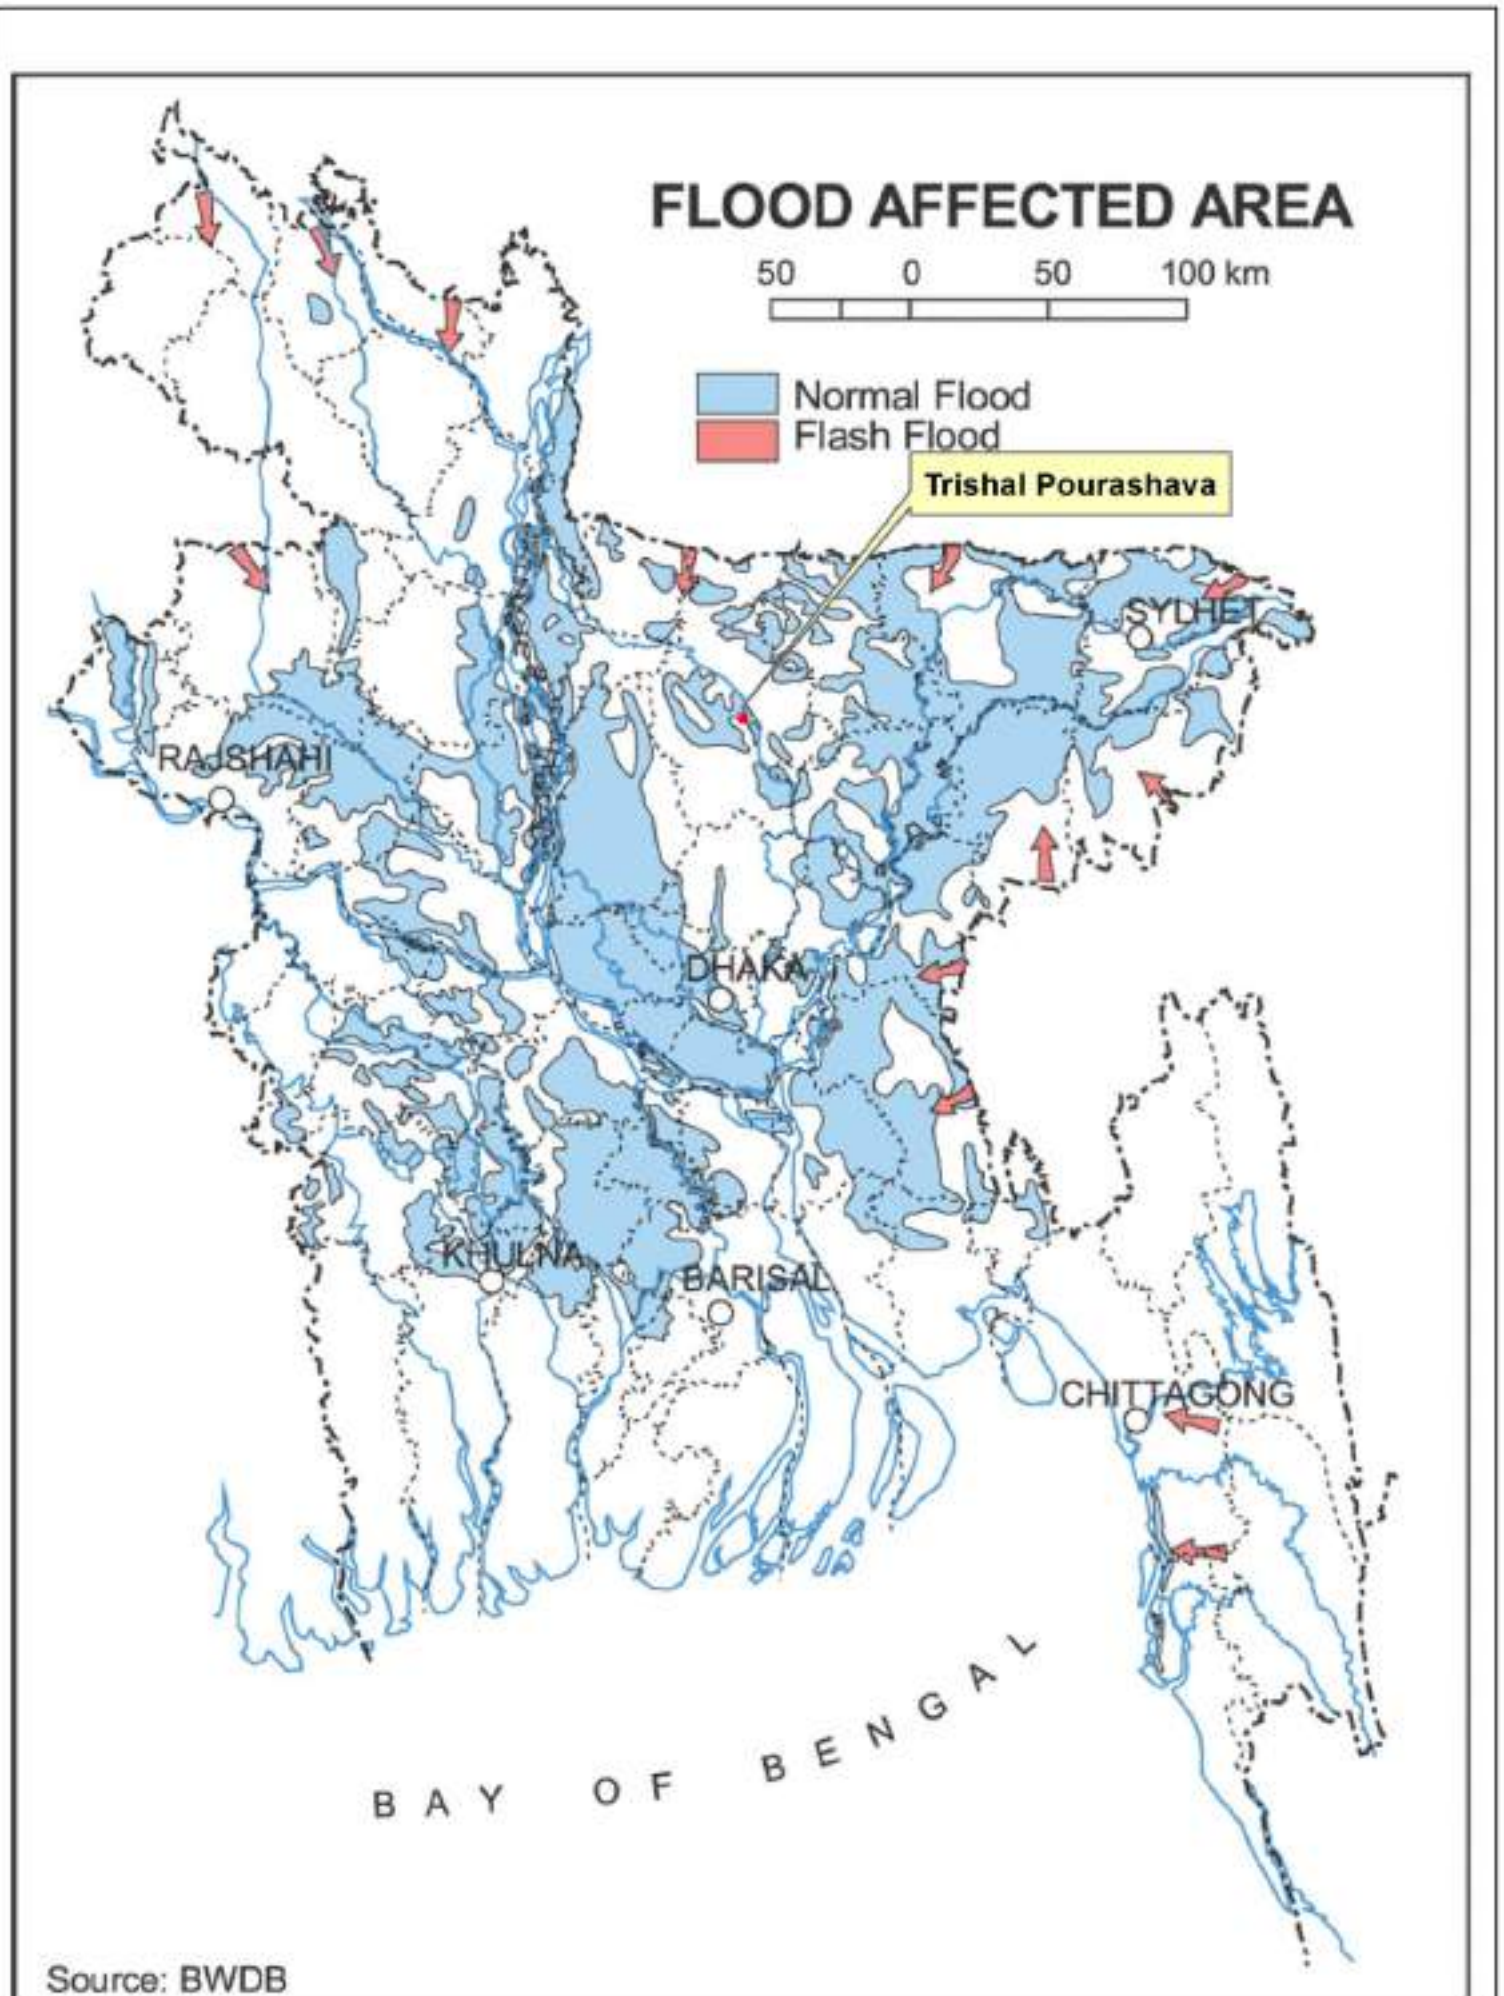 FLOOD AFFECTED AREA
50 0 50 100 km
Normal Flood
Flash Flood
Trishal Pourashava
SYLHET
RAJSHAHI
DHAKA
KHULNA
BARISAL
CHITTAGONG
BAY OF BENGAL
Source: BWDB